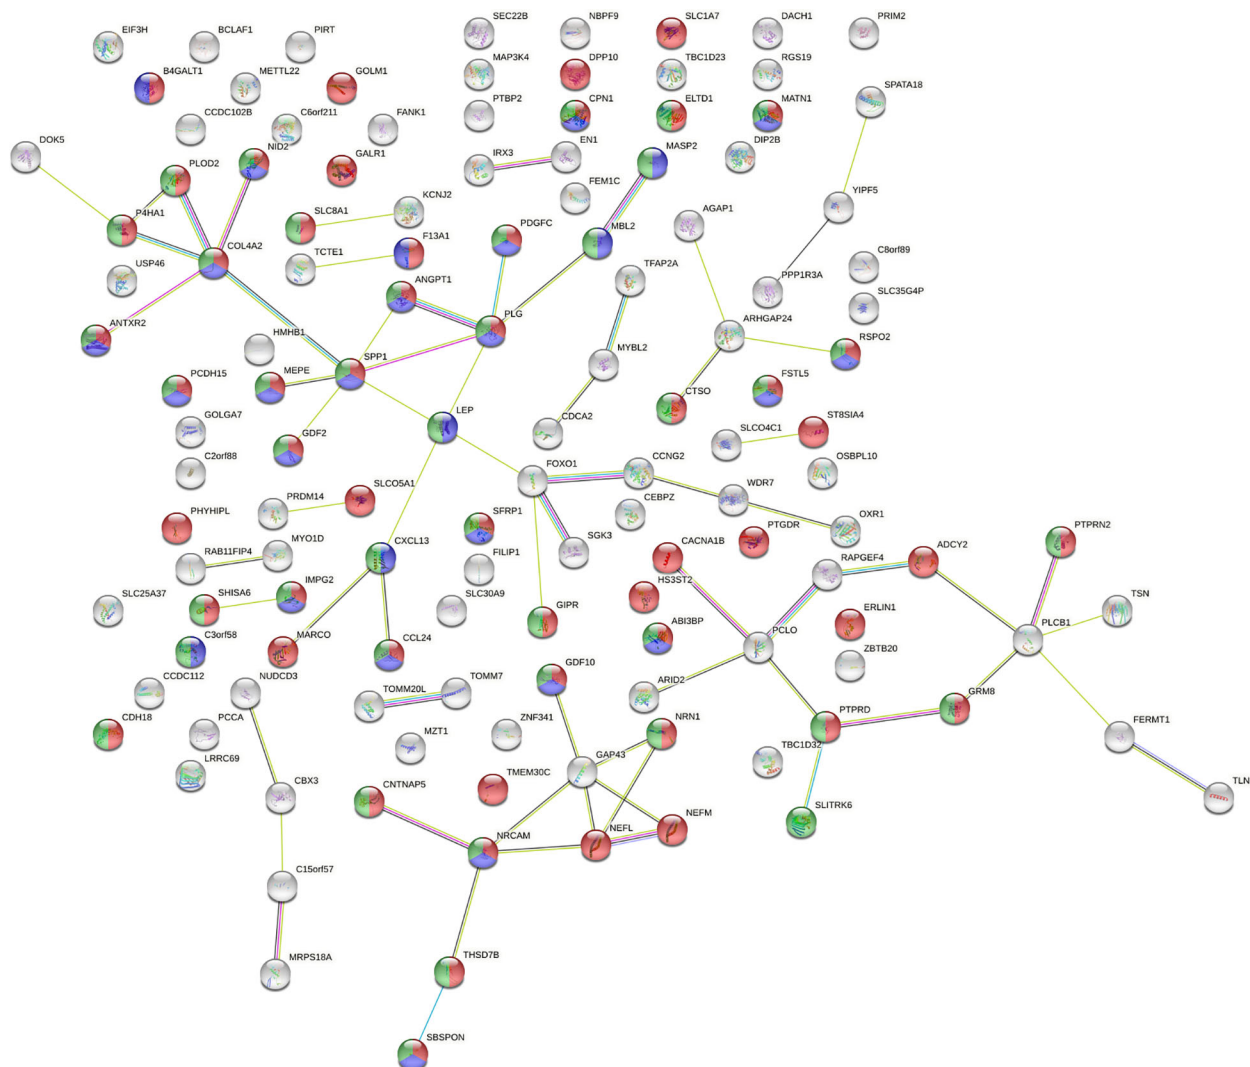 SEC22B
NBPF9
SLC1A7
DACH1
PRIM2
EIF3H
BCLAF1
PIRT
MAP3K4
DPP10
TBC1D23
RGS19
B4GALT1
METTL22
GOLM1
SPATA18
PTBP2
CPN1
ELTD1
MATN1
CCDC102B
C6orf211
FANK1
DOK5
PLOD2
NID2
GALR1
IRX3
EN1
MASP2
DIP2B
FEM1C
YIPF5
P4HA1
SLC8A1
KCNJ2
PDGFC
MBL2
AGAP1
COL4A2
TCTE1
F13A1
C8orf89
USP46
TFAP2A
PPP1R3A
ANGPT1
SLC35G4P
PLG
ANTXR2
HMHB1
ARHGAP24
RSPO2
MYBL2
SPP1
PCDH15
MEPE
FSTL5
CTSO
GOLGA7
LEP
CDCA2
SLCO4C1
ST8SIA4
GDF2
C2orf88
FOXO1
CCNG2
OSBPL10
PRDM14
SLCO5A1
CEBPZ
WDR7
PHYHIPL
SFRP1
OXR1
RAB11FIP4
MYO1D
CXCL13
FILIP1
SGK3
PTGDR
PTPRN2
CACNA1B
RAPGEF4
ADCY2
SLC25A37
SHISA6
IMPG2
SLC30A9
GIPR
HS3ST2
TSN
C3orf58
MARCO
CCL24
ABI3BP
PCLO
ERLIN1
PLCB1
ZBTB20
CCDC112
NUDCD3
TOMM20L
TOMM7
GDF10
ARID2
GRM8
CDH18
PCCA
MZT1
ZNF341
NRN1
PTPRD
FERMT1
LRRC69
GAP43
TBC1D32
CBX3
CNTNAP5
TMEM30C
TLN
SLITRK6
NRCAM
NEFL
NEFM
C15orf57
MRPS18A
THSD7B
SBSPON